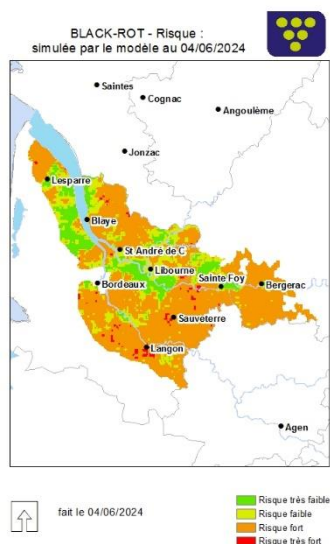 BLACK-ROT - Risque :
simulée par le modèle au 04/06/2024
Saintes
Cognac
Angoulême
Jonzac
Lesparre
Blaye
St André de C
Libourne
Sainte Foy
Bordeaux
Bergerac
Sauveterre
Langon
Agen
fait le 04/06/2024
Risque très faible
Risque faible
Risque fort
Risque très fort